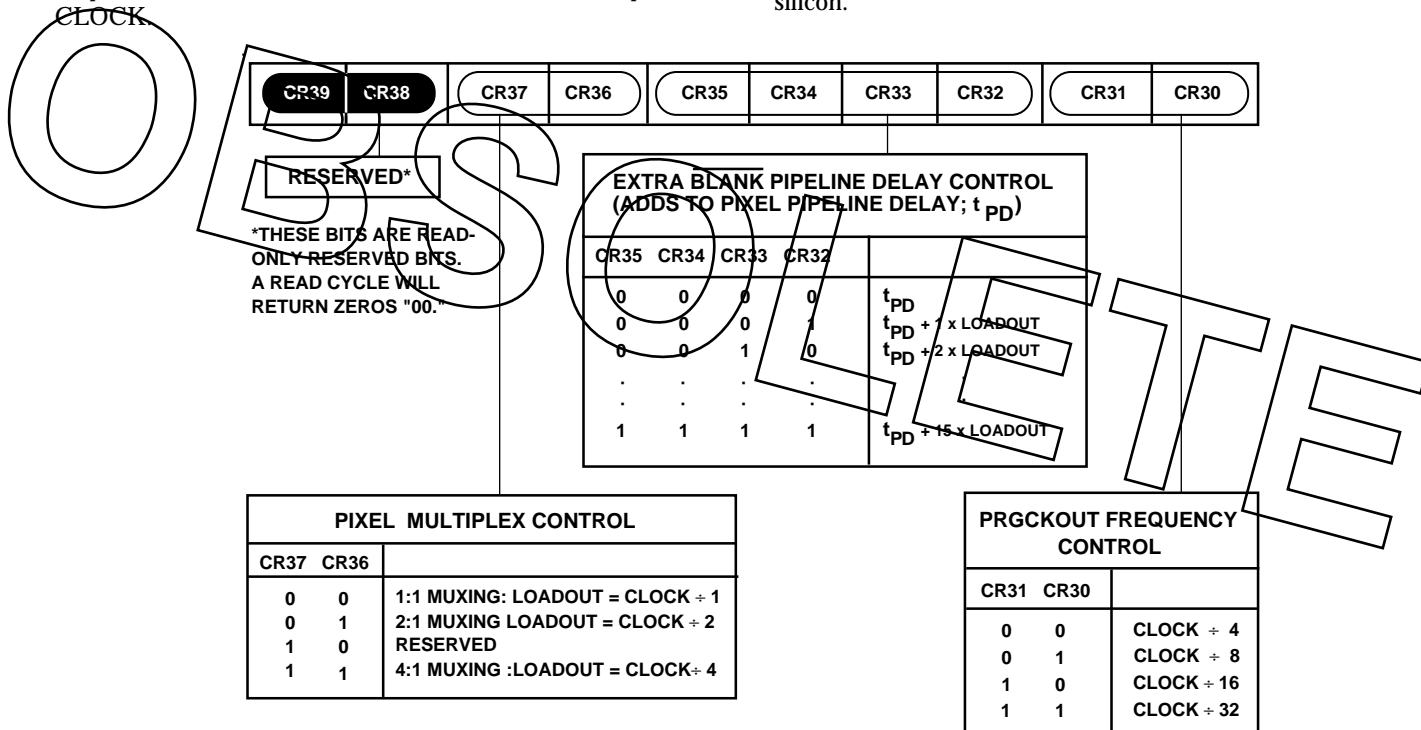 CLOCK.
silicon.
CR39 CR38 CR37 CR36 CR35 CR34 CR33 CR32 CR31 CR30
RESERVED*
*THESE BITS ARE READ-
ONLY RESERVED BITS.
A READ CYCLE WILL
RETURN ZEROS "00."
EXTRA BLANK PIPELINE DELAY CONTROL
(ADDS TO PIXEL PIPELINE DELAY; t PD)
CR35 CR34 CR33 CR32
0 0 0 0 tPD
0 0 0 1 tPD + 1 x LOADOUT
0 0 1 0 tPD + 2 x LOADOUT
. . . . .
. . . . .
1 1 1 1 tPD + 15 x LOADOUT
PIXEL MULTIPLEX CONTROL
CR37 CR36
0 0 1:1 MUXING: LOADOUT = CLOCK ÷ 1
0 1 2:1 MUXING LOADOUT = CLOCK ÷ 2
1 0 RESERVED
1 1 4:1 MUXING :LOADOUT = CLOCK÷ 4
PRGCKOUT FREQUENCY
CONTROL
CR31 CR30
0 0 CLOCK ÷ 4
0 1 CLOCK ÷ 8
1 0 CLOCK ÷ 16
1 1 CLOCK ÷ 32
OBSOLETE